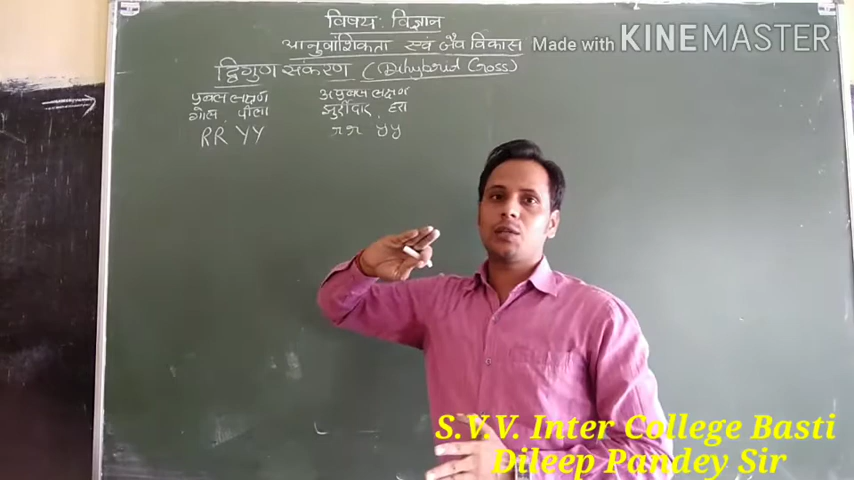 विषय: विज्ञान
आनुवांशिकता एवं जैव विकास
Made with KINEMASTER
द्विगुण संकरण (Dihybrid Cross)
प्रबल लक्षण अप्रबल लक्षण
गोल, पीला झुर्रीदार, हरा
RR YY rr yy
S.V.V. Inter College Basti
Dileep Pandey Sir